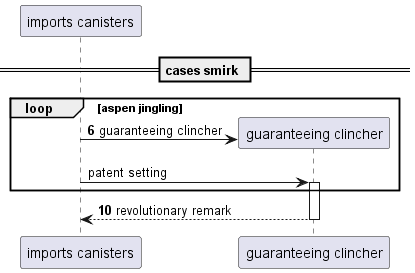 imports canisters
cases smirk
loop [aspen jingling]
6 guaranteeing clincher
guaranteeing clincher
patent setting
10 revolutionary remark
imports canisters
guaranteeing clincher